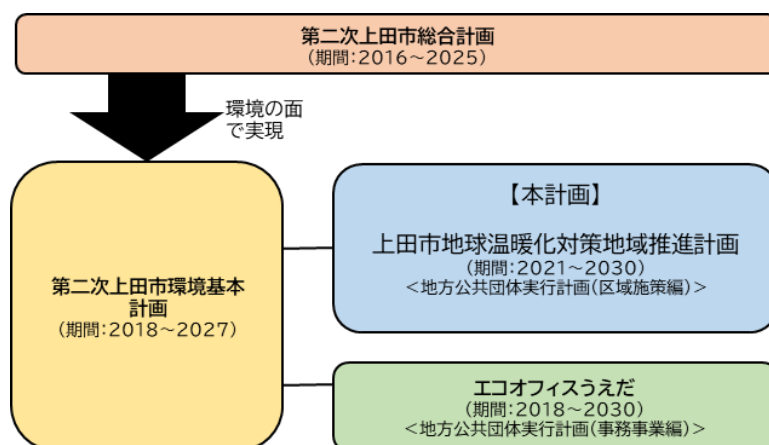 第二次上田市総合計画
（期間：2016～2025）
環境の面
で実現
第二次上田市環境基本
計画
（期間：2018～2027）
【本計画】
上田市地球温暖化対策地域推進計画
（期間：2021～2030）
＜地方公共団体実行計画（区域施策編）＞
エコオフィスうえだ
（期間：2018～2030）
＜地方公共団体実行計画（事務事業編）＞